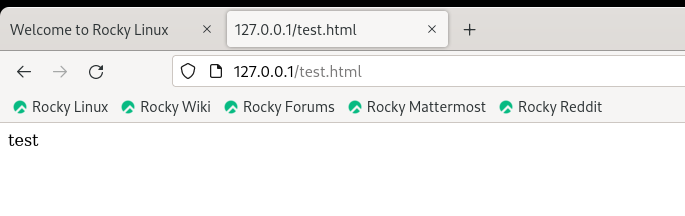 Welcome to Rocky Linux 127.0.0.1/test.html
127.0.0.1/test.html
Rocky Linux Rocky Wiki Rocky Forums Rocky Mattermost Rocky Reddit
test